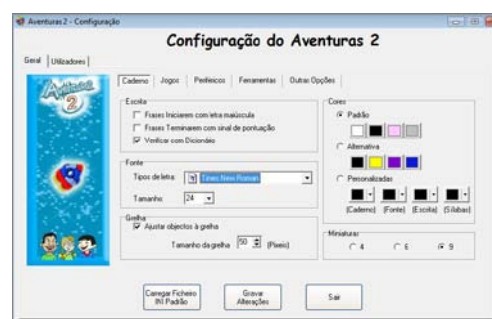 Aventuras 2 - Configuração
Configuração do Aventuras 2
Geral Utilizadores
Caderno Jogos Periféricos Ferramentas Outras Opções
Aventuras
2
Escrita
Frases Iniciarem com letra maiúscula
Frases Terminarem com sinal de pontuação
Verificar com Dicionário
Fonte
Tipos de letra: Times New Roman
Tamanho: 24
Grelha
Ajustar objectos à grelha
Tamanho da grelha 50 (Pixeis)
Cores
Padrão
Alternativa
Personalizadas
(Caderno) (Fonte) (Escrita) (Sílabas)
Miniaturas
4 6 9
Carregar Ficheiro
INI Padrão
Gravar
Alterações
Sair